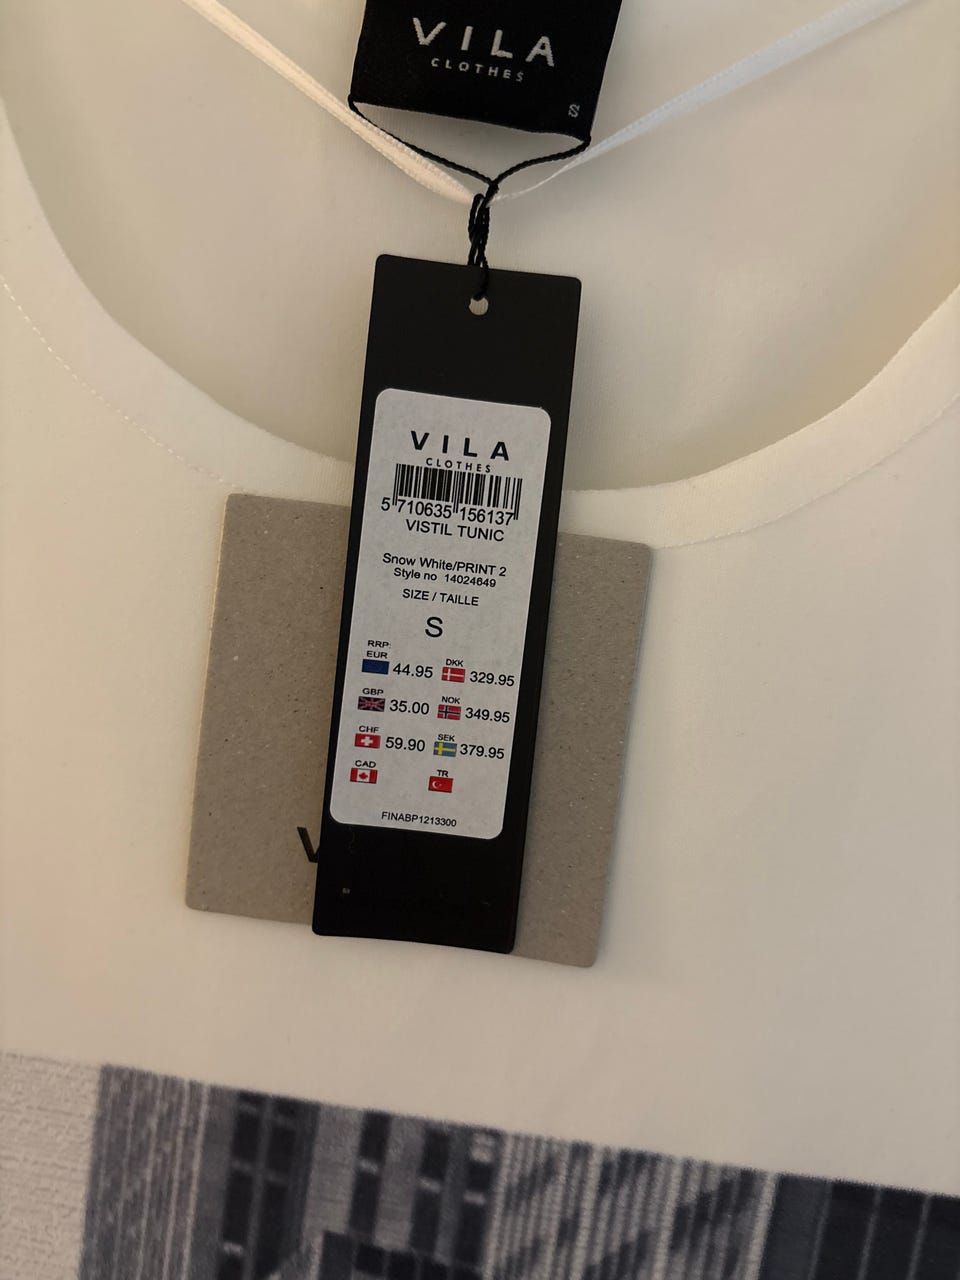 VILA
CLOTHES
S
VILA
CLOTHES
5 710635 156137
VISTIL TUNIC
Snow White/PRINT 2
Style no 14024649
SIZE / TAILLE
S
RRP:
EUR 44.95 DKK 329.95
GBP 35.00 NOK 349.95
CHF 59.90 SEK 379.95
CAD TR
FINABP1213300
V